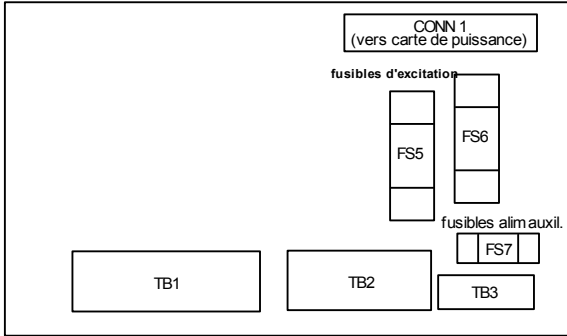 CONN 1
(vers carte de puissance)
fusibles d'excitation
FS6
FS5
fusibles alim auxil.
FS7
TB1
TB2
TB3